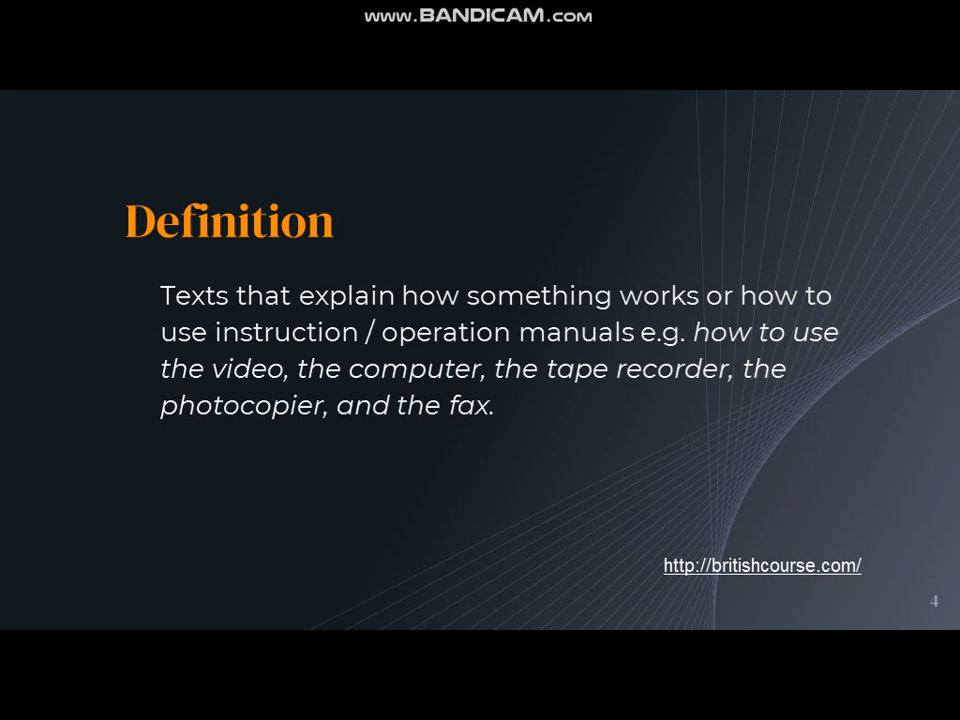 www.BANDICAM.com
Definition
Texts that explain how something works or how to
use instruction / operation manuals e.g. how to use
the video, the computer, the tape recorder, the
photocopier, and the fax.
http://britishcourse.com/
4